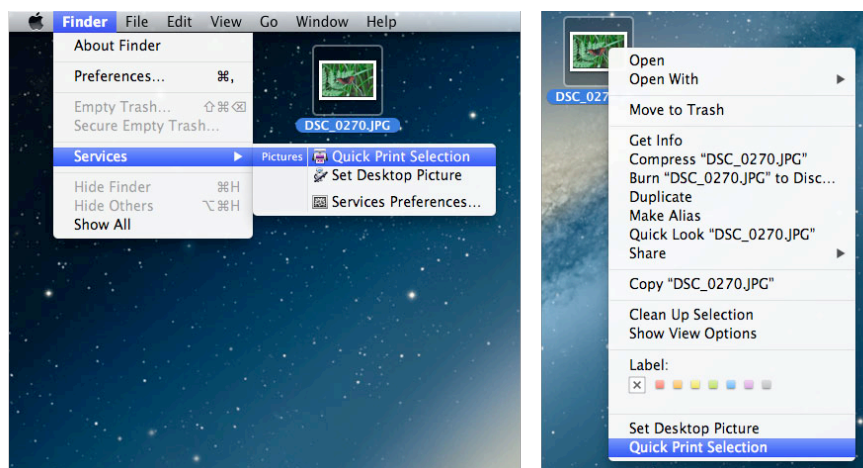 Finder File Edit View Go Window Help
About Finder
Preferences... ⌘,
Empty Trash... ⇧⌘⌫
Secure Empty Trash...
Services
Pictures Quick Print Selection
Set Desktop Picture
Services Preferences...
Hide Finder ⌘H
Hide Others ⌥⌘H
Show All
DSC_0270.JPG
DSC_027
Open
Open With
Move to Trash
Get Info
Compress “DSC_0270.JPG”
Burn “DSC_0270.JPG” to Disc...
Duplicate
Make Alias
Quick Look “DSC_0270.JPG”
Share
Copy “DSC_0270.JPG”
Clean Up Selection
Show View Options
Label:
Set Desktop Picture
Quick Print Selection